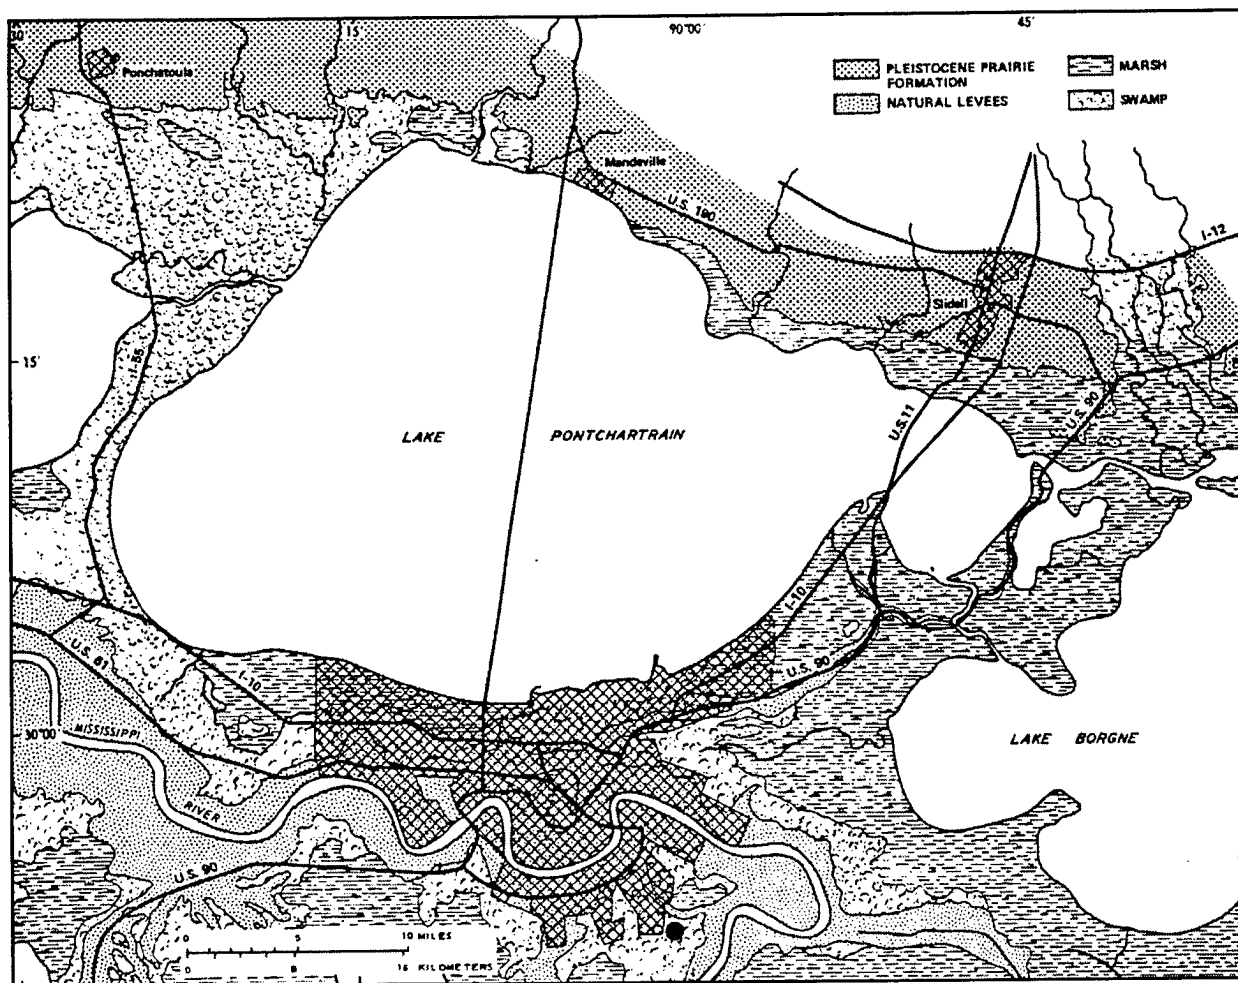 30'
15'
90°00'
45'
PLEISTOCENE PRAIRIE
FORMATION
NATURAL LEVEES
MARSH
SWAMP
Ponchatoula
Mandeville
U.S. 190
I-12
Slidell
15'
I-55
LAKE PONTCHARTRAIN
U.S.11
U.S. 90
I-10
U.S. 90
U.S. 61
I-10
30°00
MISSISSIPPI
RIVER
LAKE BORGNE
U.S. 90
0 5 10 MILES
0 8 16 KILOMETERS